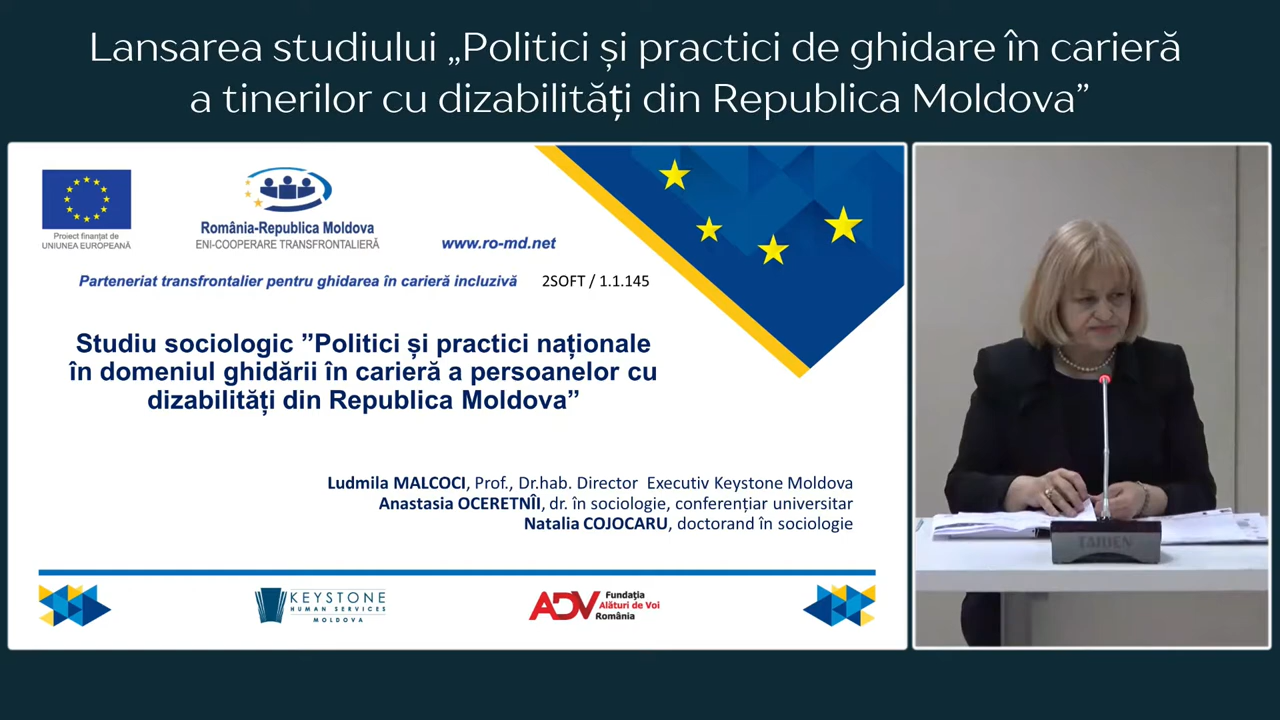 Lansarea studiului „Politici și practici de ghidare în carieră
a tinerilor cu dizabilități din Republica Moldova”
Proiect finanțat de
UNIUNEA EUROPEANĂ
România-Republica Moldova
ENI-COOPERARE TRANSFRONTALIERĂ
www.ro-md.net
Parteneriat transfrontalier pentru ghidarea în carieră incluzivă 2SOFT / 1.1.145
Studiu sociologic ”Politici și practici naționale
în domeniul ghidării în carieră a persoanelor cu
dizabilități din Republica Moldova”
Ludmila MALCOCI, Prof., Dr.hab. Director Executiv Keystone Moldova
Anastasia OCERETNÎI, dr. în sociologie, conferențiar universitar
Natalia COJOCARU, doctorand în sociologie
KEYSTONE
HUMAN SERVICES
MOLDOVA
ADV
Fundația
Alături de Voi
România
TAIDEN